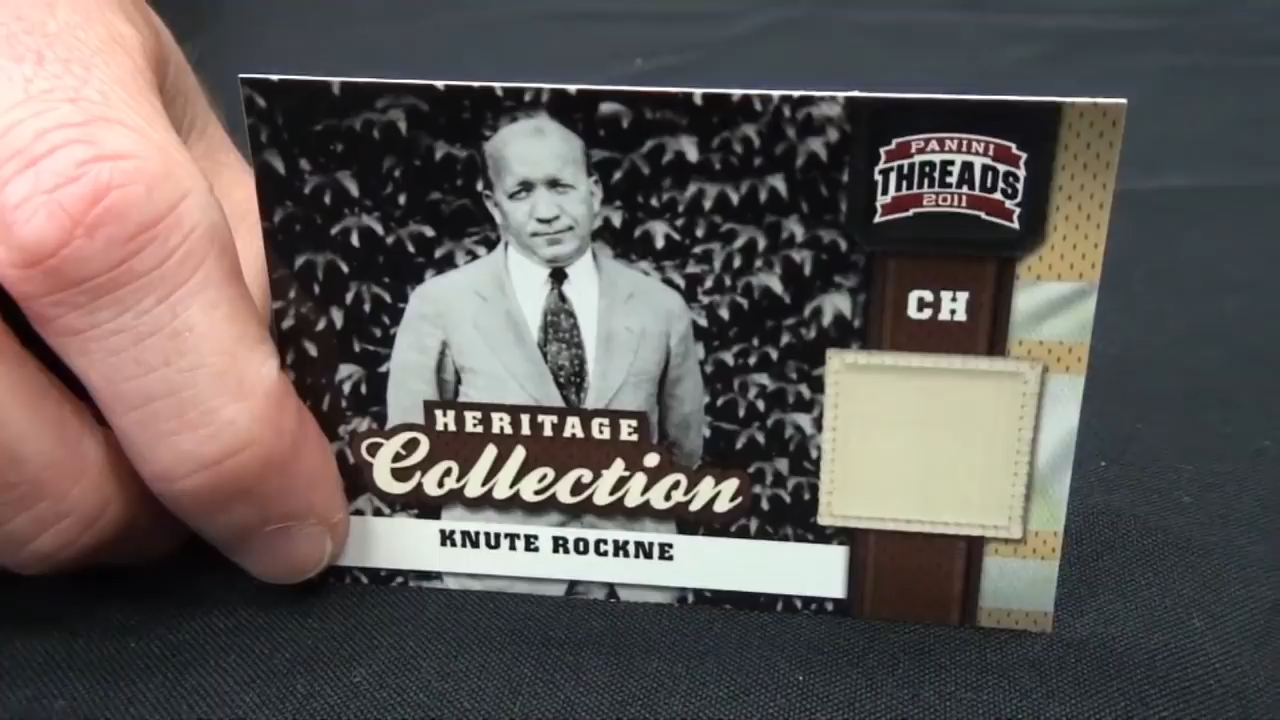 PANINI
THREADS
2011
CH
HERITAGE
Collection
KNUTE ROCKNE